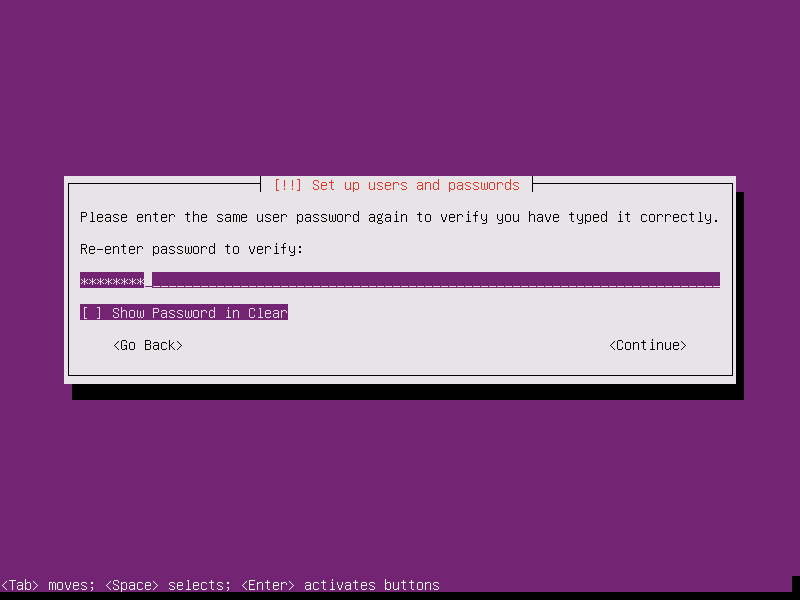 [!!] Set up users and passwords
Please enter the same user password again to verify you have typed it correctly.
Re-enter password to verify:
********
[ ] Show Password in Clear
<Go Back> <Continue>
<Tab> moves; <Space> selects; <Enter> activates buttons